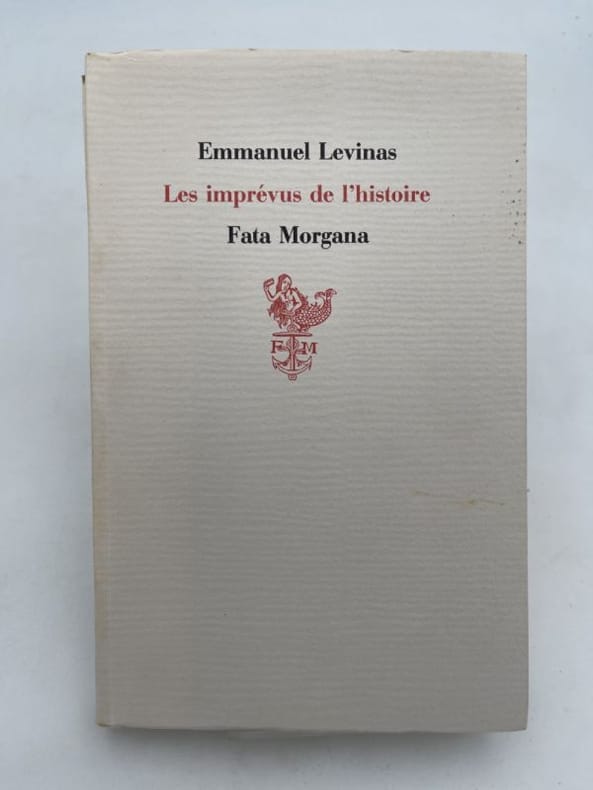 Emmanuel Levinas
Les imprévus de l'histoire
Fata Morgana
F M